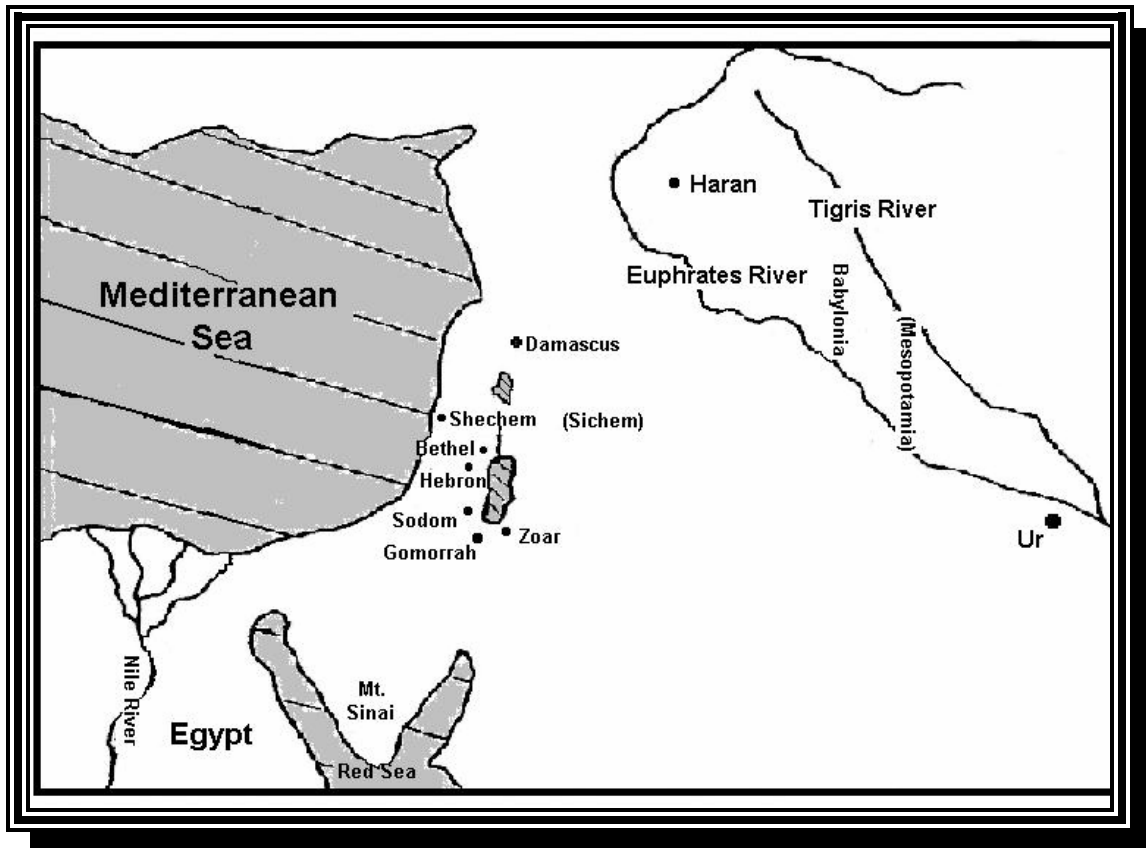 Haran
Tigris River
Mediterranean
Sea
Euphrates River
Babylonia
(Mesopotamia)
Damascus
Shechem (Sichem)
Bethel
Hebron
Sodom
Zoar
Gomorrah
Ur
Nile River
Mt.
Sinai
Egypt
Red Sea